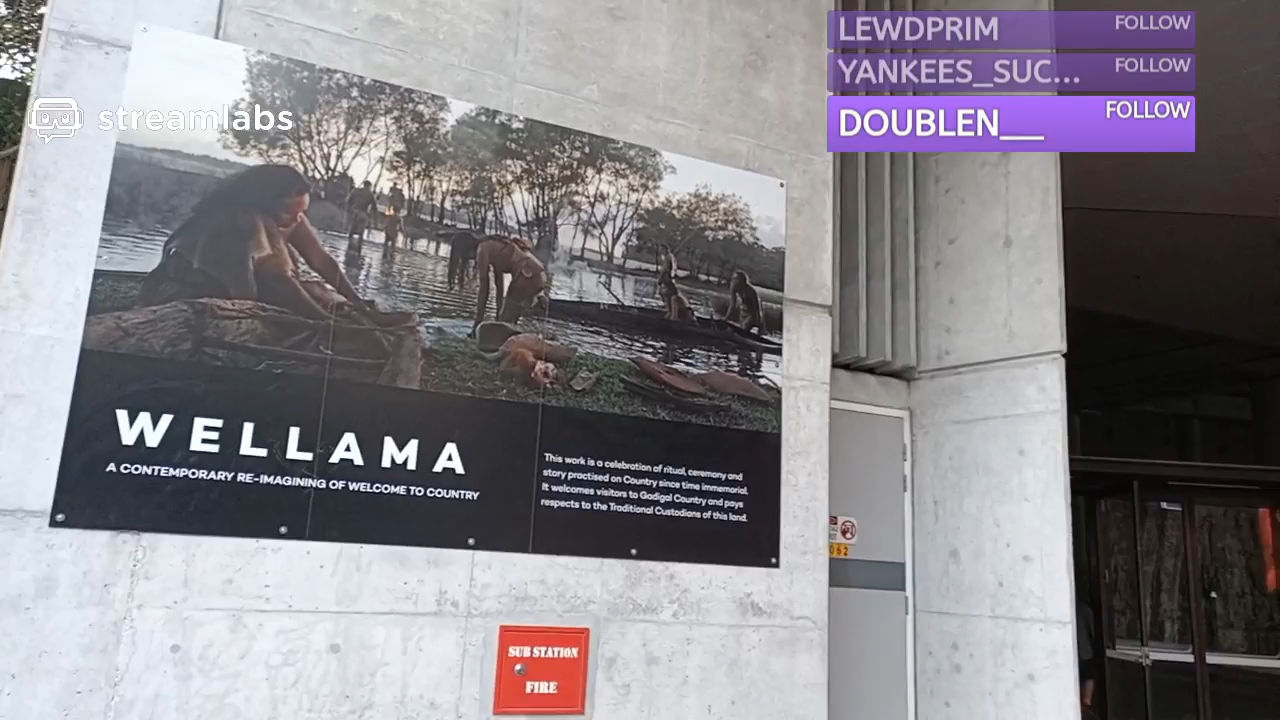 LEWDPRIM FOLLOW
YANKEES_SUC... FOLLOW
DOUBLEN__ FOLLOW
streamlabs
WELLAMA
A CONTEMPORARY RE-IMAGINING OF WELCOME TO COUNTRY
This work is a celebration of ritual, ceremony and
story practised on Country since time immemorial.
It welcomes visitors to Gadigal Country and pays
respects to the Traditional Custodians of this land.
062
SUB STATION
FIRE